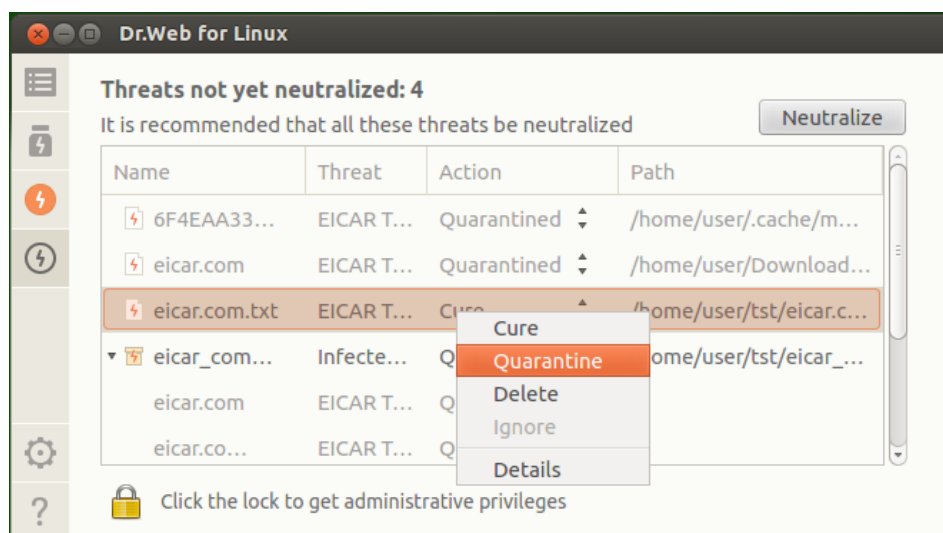 Dr.Web for Linux
Threats not yet neutralized: 4
It is recommended that all these threats be neutralized
Neutralize
Name Threat Action Path
6F4EAA33... EICAR T... Quarantined /home/user/.cache/m...
eicar.com EICAR T... Quarantined /home/user/Download...
eicar.com.txt EICAR T... Cure /home/user/tst/eicar.c...
Cure
eicar_com... Infecte... Q ome/user/tst/eicar_...
Quarantine
eicar.com EICAR T... Q
Delete
Ignore
eicar.co... EICAR T... Q
Details
Click the lock to get administrative privileges
?